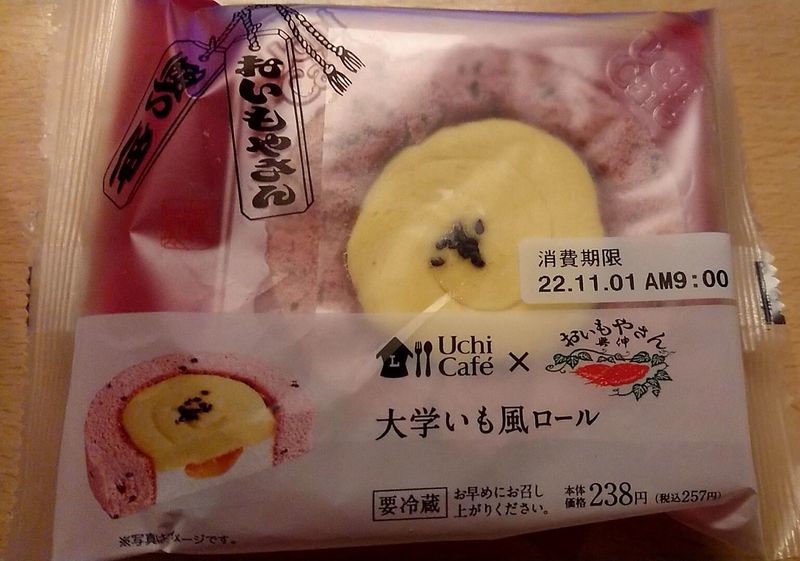 おいもやさん
消費期限
22.11.01 AM9:00
Uchi
Café
×
おいもやさん
興伸
大学いも風ロール
要冷蔵
お早めにお召し
上がりください。
本体
価格
238円
(税込257円)
※写真はイメージです。